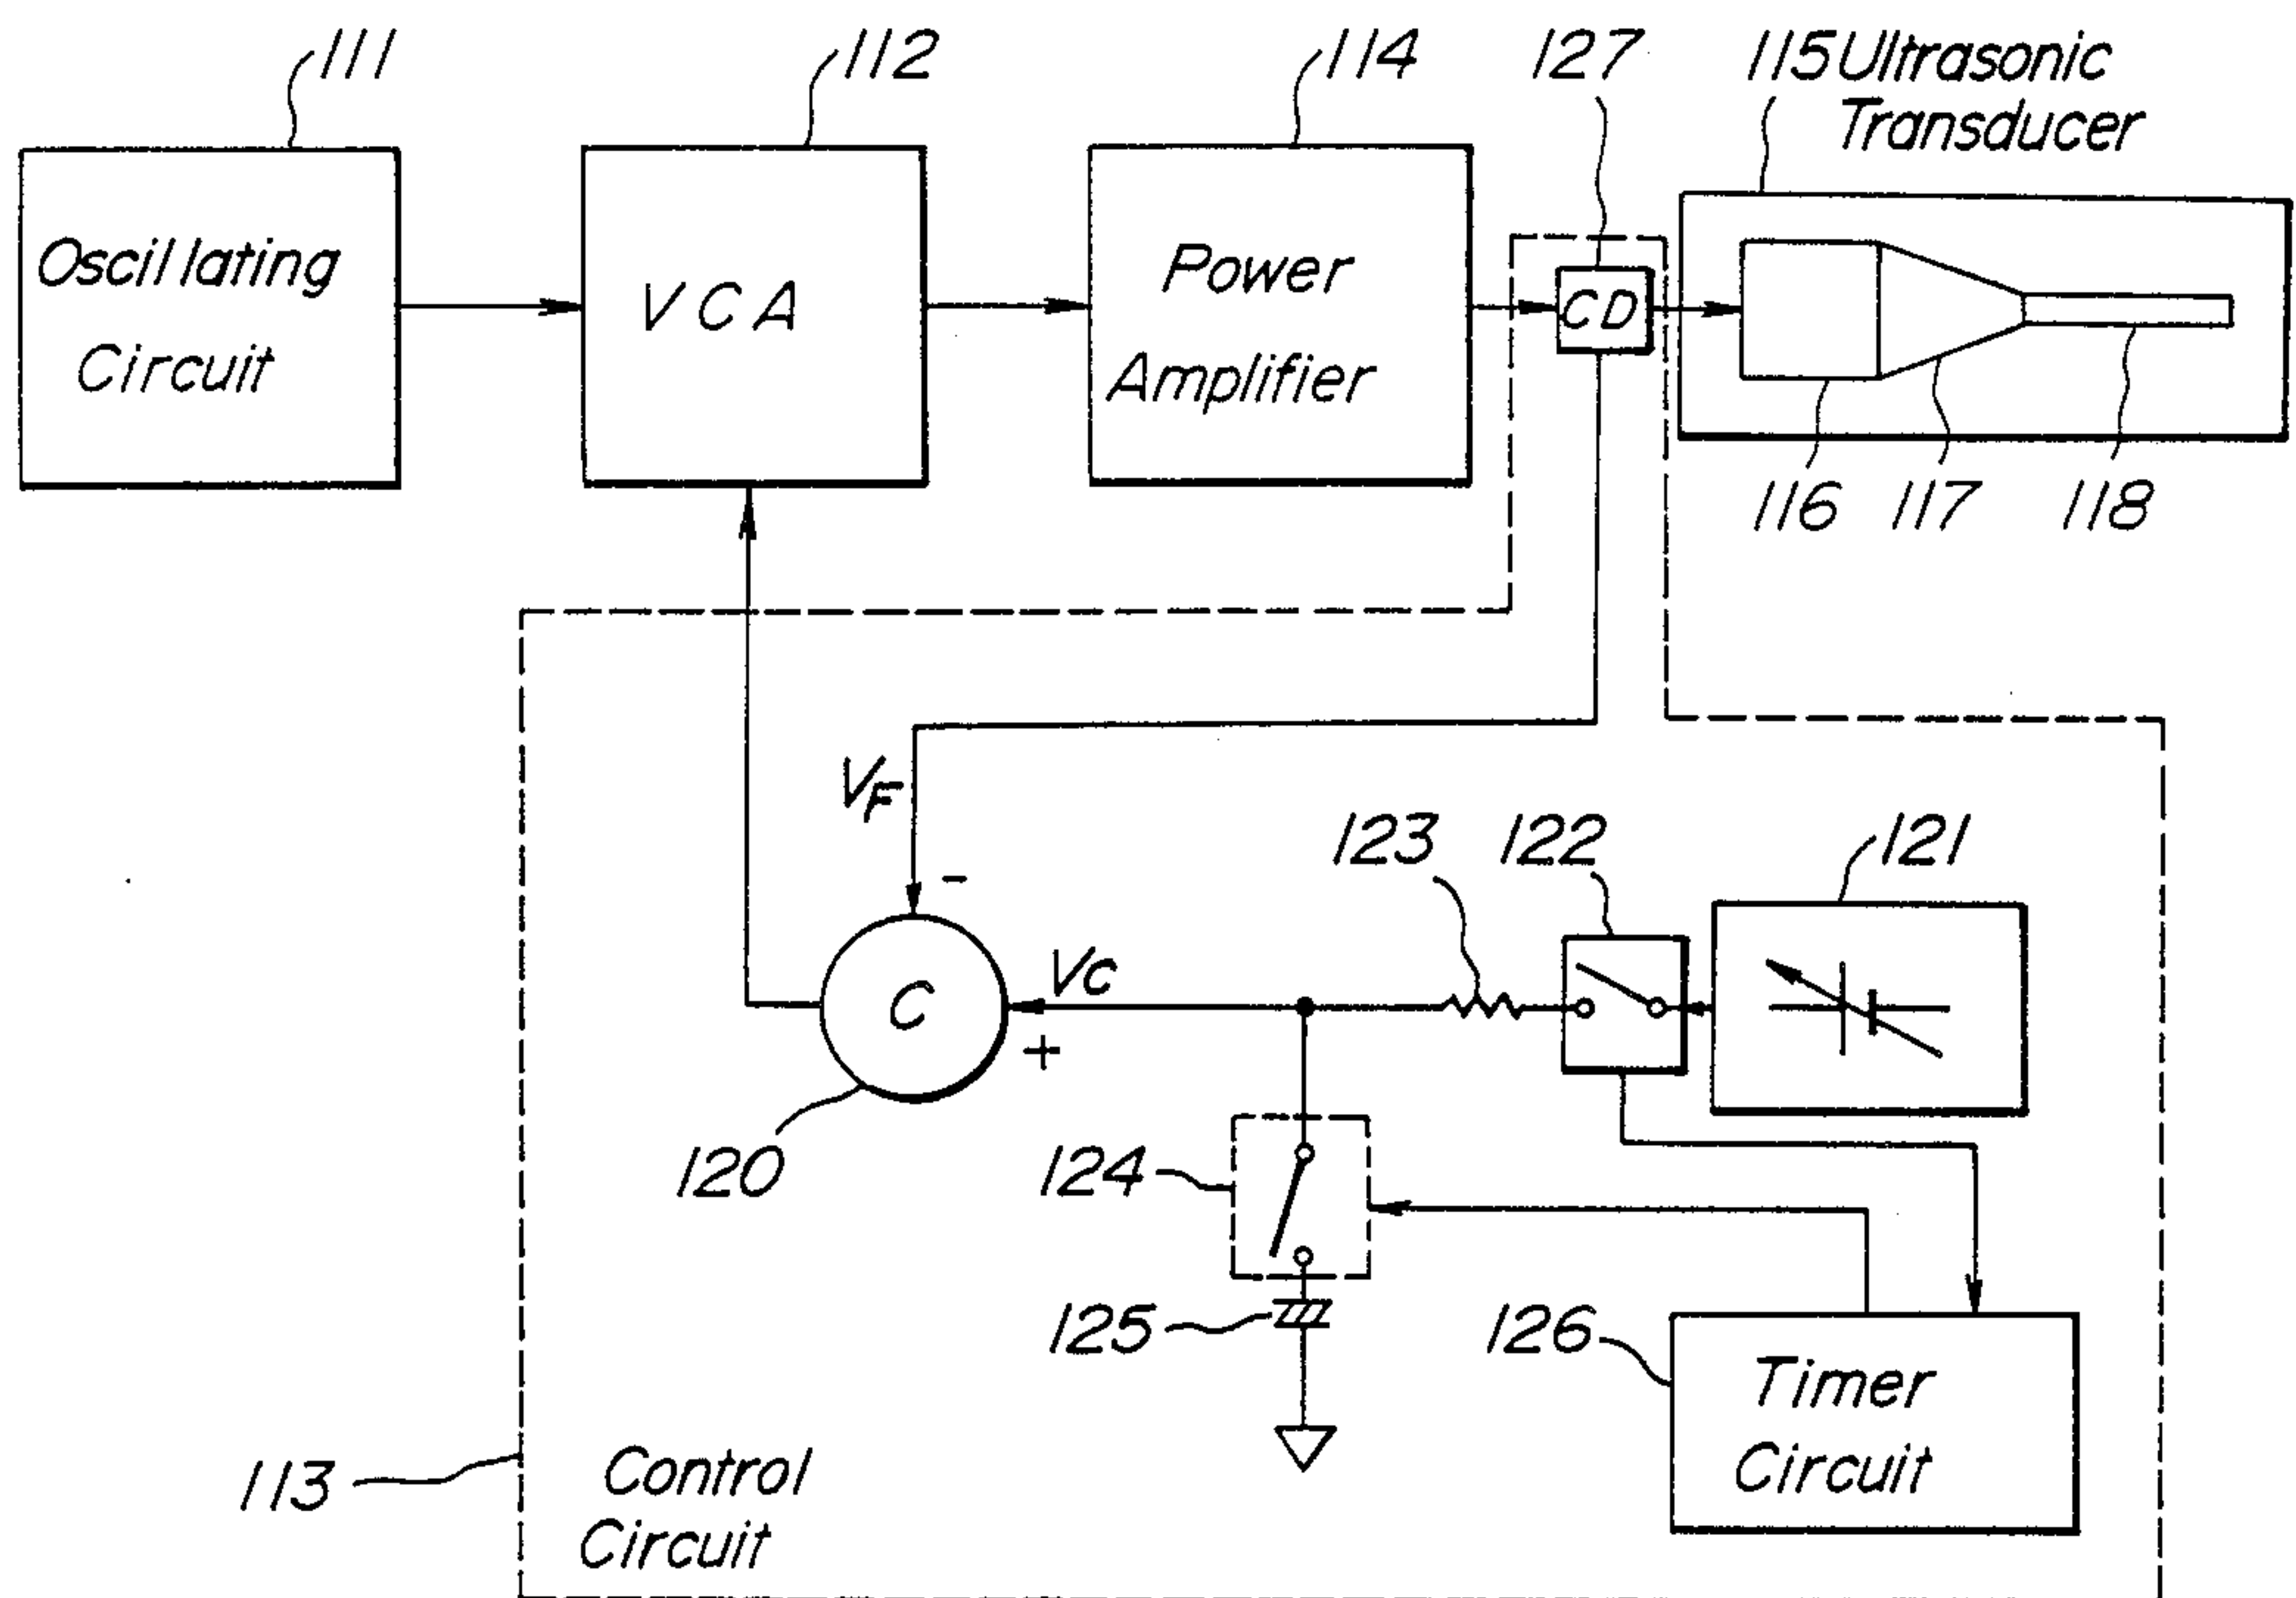 111
112
114
127
115 Ultrasonic
Transducer
Oscillating
Circuit
VCA
Power
Amplifier
CD
116
117
118
VF
-
123
122
121
C
Vc
+
120
124
125
126
Timer
Circuit
113
Control
Circuit